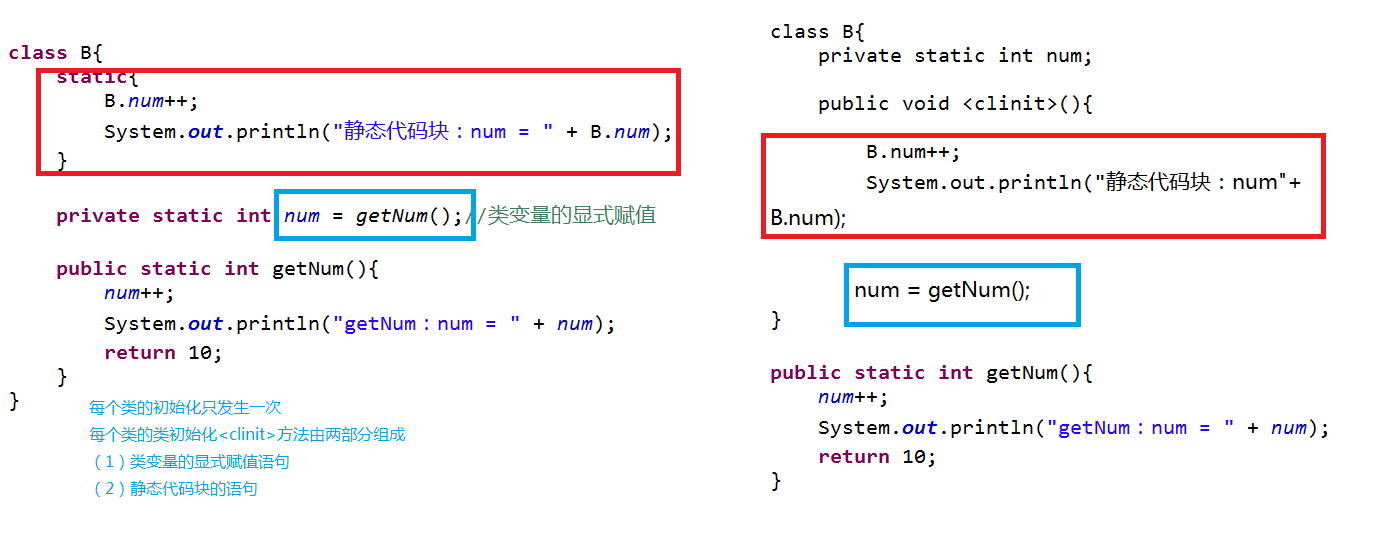 class B{
static{
B.num++;
System.out.println("静态代码块：num = " + B.num);
}
private static int num = getNum();//类变量的显式赋值
public static int getNum(){
num++;
System.out.println("getNum：num = " + num);
return 10;
}
}
每个类的初始化只发生一次
每个类的类初始化<clinit>方法由两部分组成
（1）类变量的显式赋值语句
（2）静态代码块的语句
class B{
private static int num;
public void <clinit>(){
B.num++;
System.out.println("静态代码块：num"+
B.num);
num = getNum();
}
public static int getNum(){
num++;
System.out.println("getNum：num = " + num);
return 10;
}